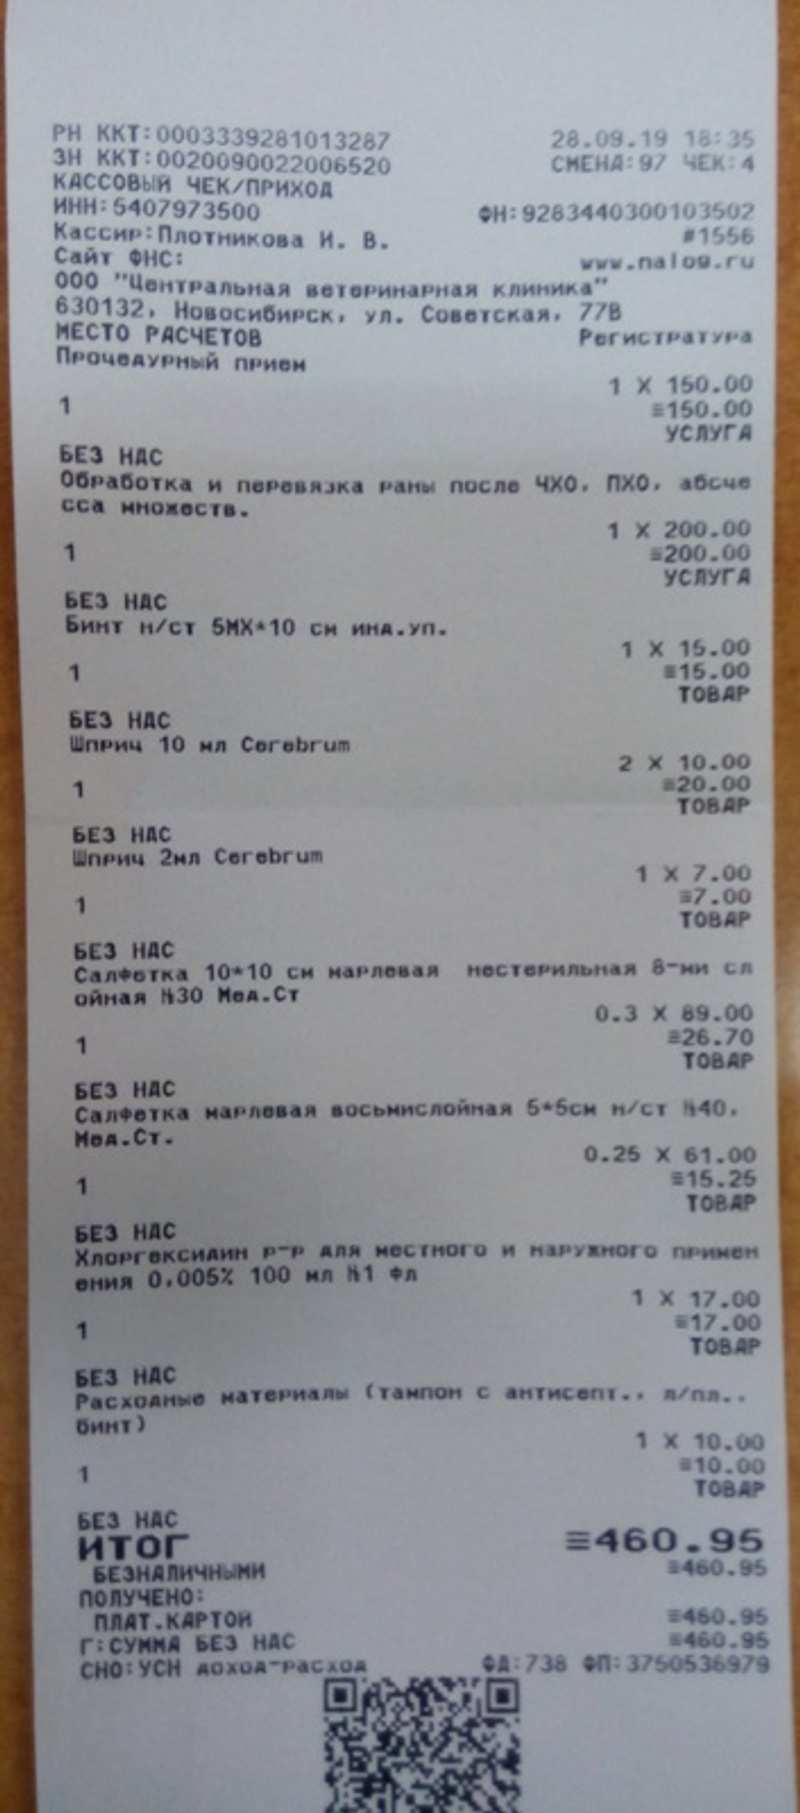 РН ККТ:0003339281013287 28.09.19 18:35
ЗН ККТ:0020090022006520 СМЕНА:97 ЧЕК:4
КАССОВЫЙ ЧЕК/ПРИХОД
ИНН:5407973500 ФН:9283440300103502
Кассир:Плотникова И. В. #1556
Сайт ФНС: www.nalog.ru
ООО "Центральная ветеринарная клиника"
630132, Новосибирск, ул. Советская, 77В
МЕСТО РАСЧЕТОВ Регистратура
Процедурный прием
1 X 150.00
1 ≡150.00
УСЛУГА
БЕЗ НДС
Обработка и перевязка раны после ЧХО, ПХО, абсце
сса множеств.
1 X 200.00
1 ≡200.00
УСЛУГА
БЕЗ НДС
Бинт н/ст 5МХ*10 см инд.уп.
1 X 15.00
1 ≡15.00
ТОВАР
БЕЗ НДС
Шприц 10 мл Cerebrum
2 X 10.00
1 ≡20.00
ТОВАР
БЕЗ НДС
Шприц 2мл Cerebrum
1 X 7.00
1 ≡7.00
ТОВАР
БЕЗ НДС
Салфетка 10*10 см марлевая нестерильная 8-ми сл
ойная №30 Мед.Ст
0.3 X 89.00
1 ≡26.70
ТОВАР
БЕЗ НДС
Салфетка марлевая восьмислойная 5*5см н/ст №40.
Мед.Ст.
0.25 X 61.00
1 ≡15.25
ТОВАР
БЕЗ НДС
Хлоргексидин р-р для местного и наружного примен
ения 0.005% 100 мл №1 Фл
1 X 17.00
1 ≡17.00
ТОВАР
БЕЗ НДС
Расходные материалы (тампон с антисепт., л/пл.,
бинт)
1 X 10.00
1 ≡10.00
ТОВАР
БЕЗ НДС
ИТОГ ≡460.95
БЕЗНАЛИЧНЫМИ ≡460.95
ПОЛУЧЕНО:
ПЛАТ.КАРТОЙ ≡460.95
Г:СУММА БЕЗ НДС ≡460.95
СНО:УСН доход-расход ФД:738 ФП:3750536979